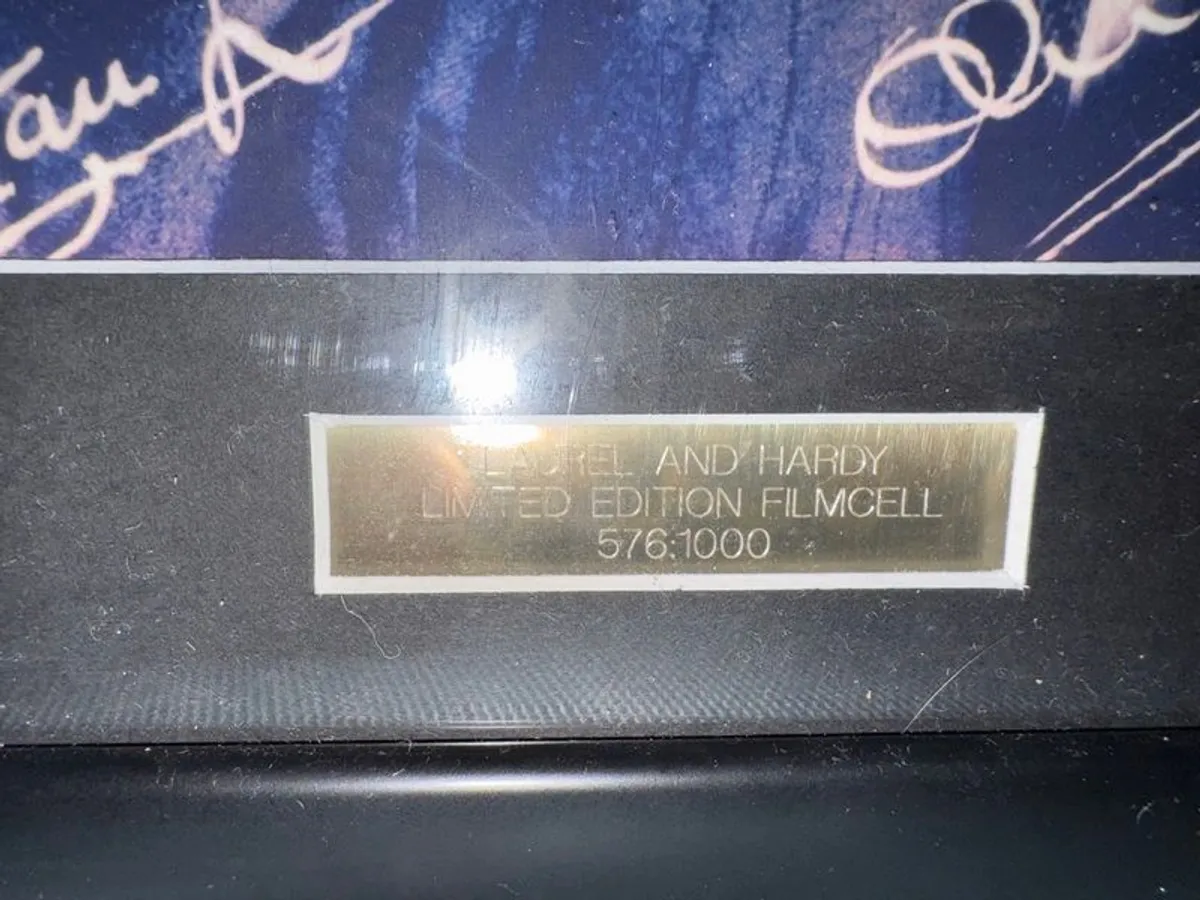 LAUREL AND HARDY
LIMITED EDITION FILMCELL
576:1000